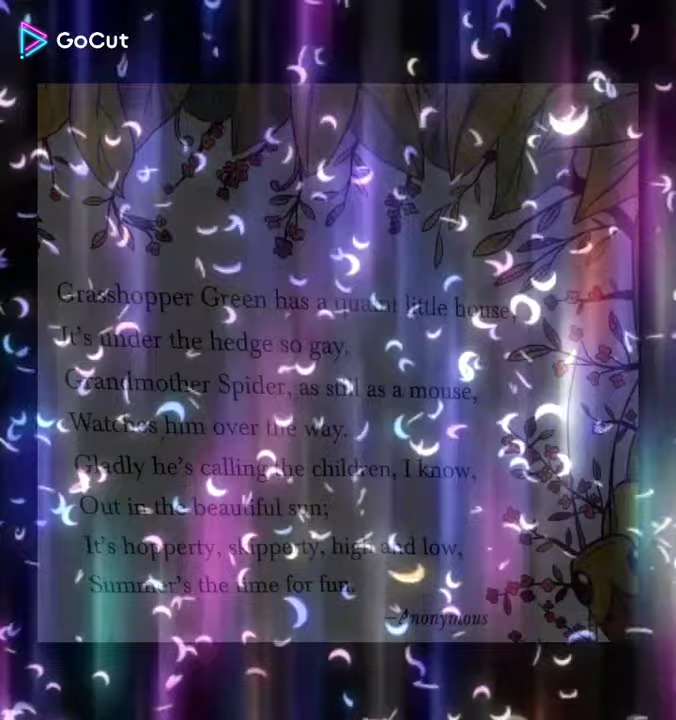 GoCut
Grasshopper Green has a quaint little house,
It's under the hedge so gay,
Grandmother Spider, as still as a mouse,
Watches him over the way.
Gladly he's calling the children, I know,
Out in the beautiful sun;
It's hopperty, skipperty, high and low,
Summer's the time for fun.
—Anonymous